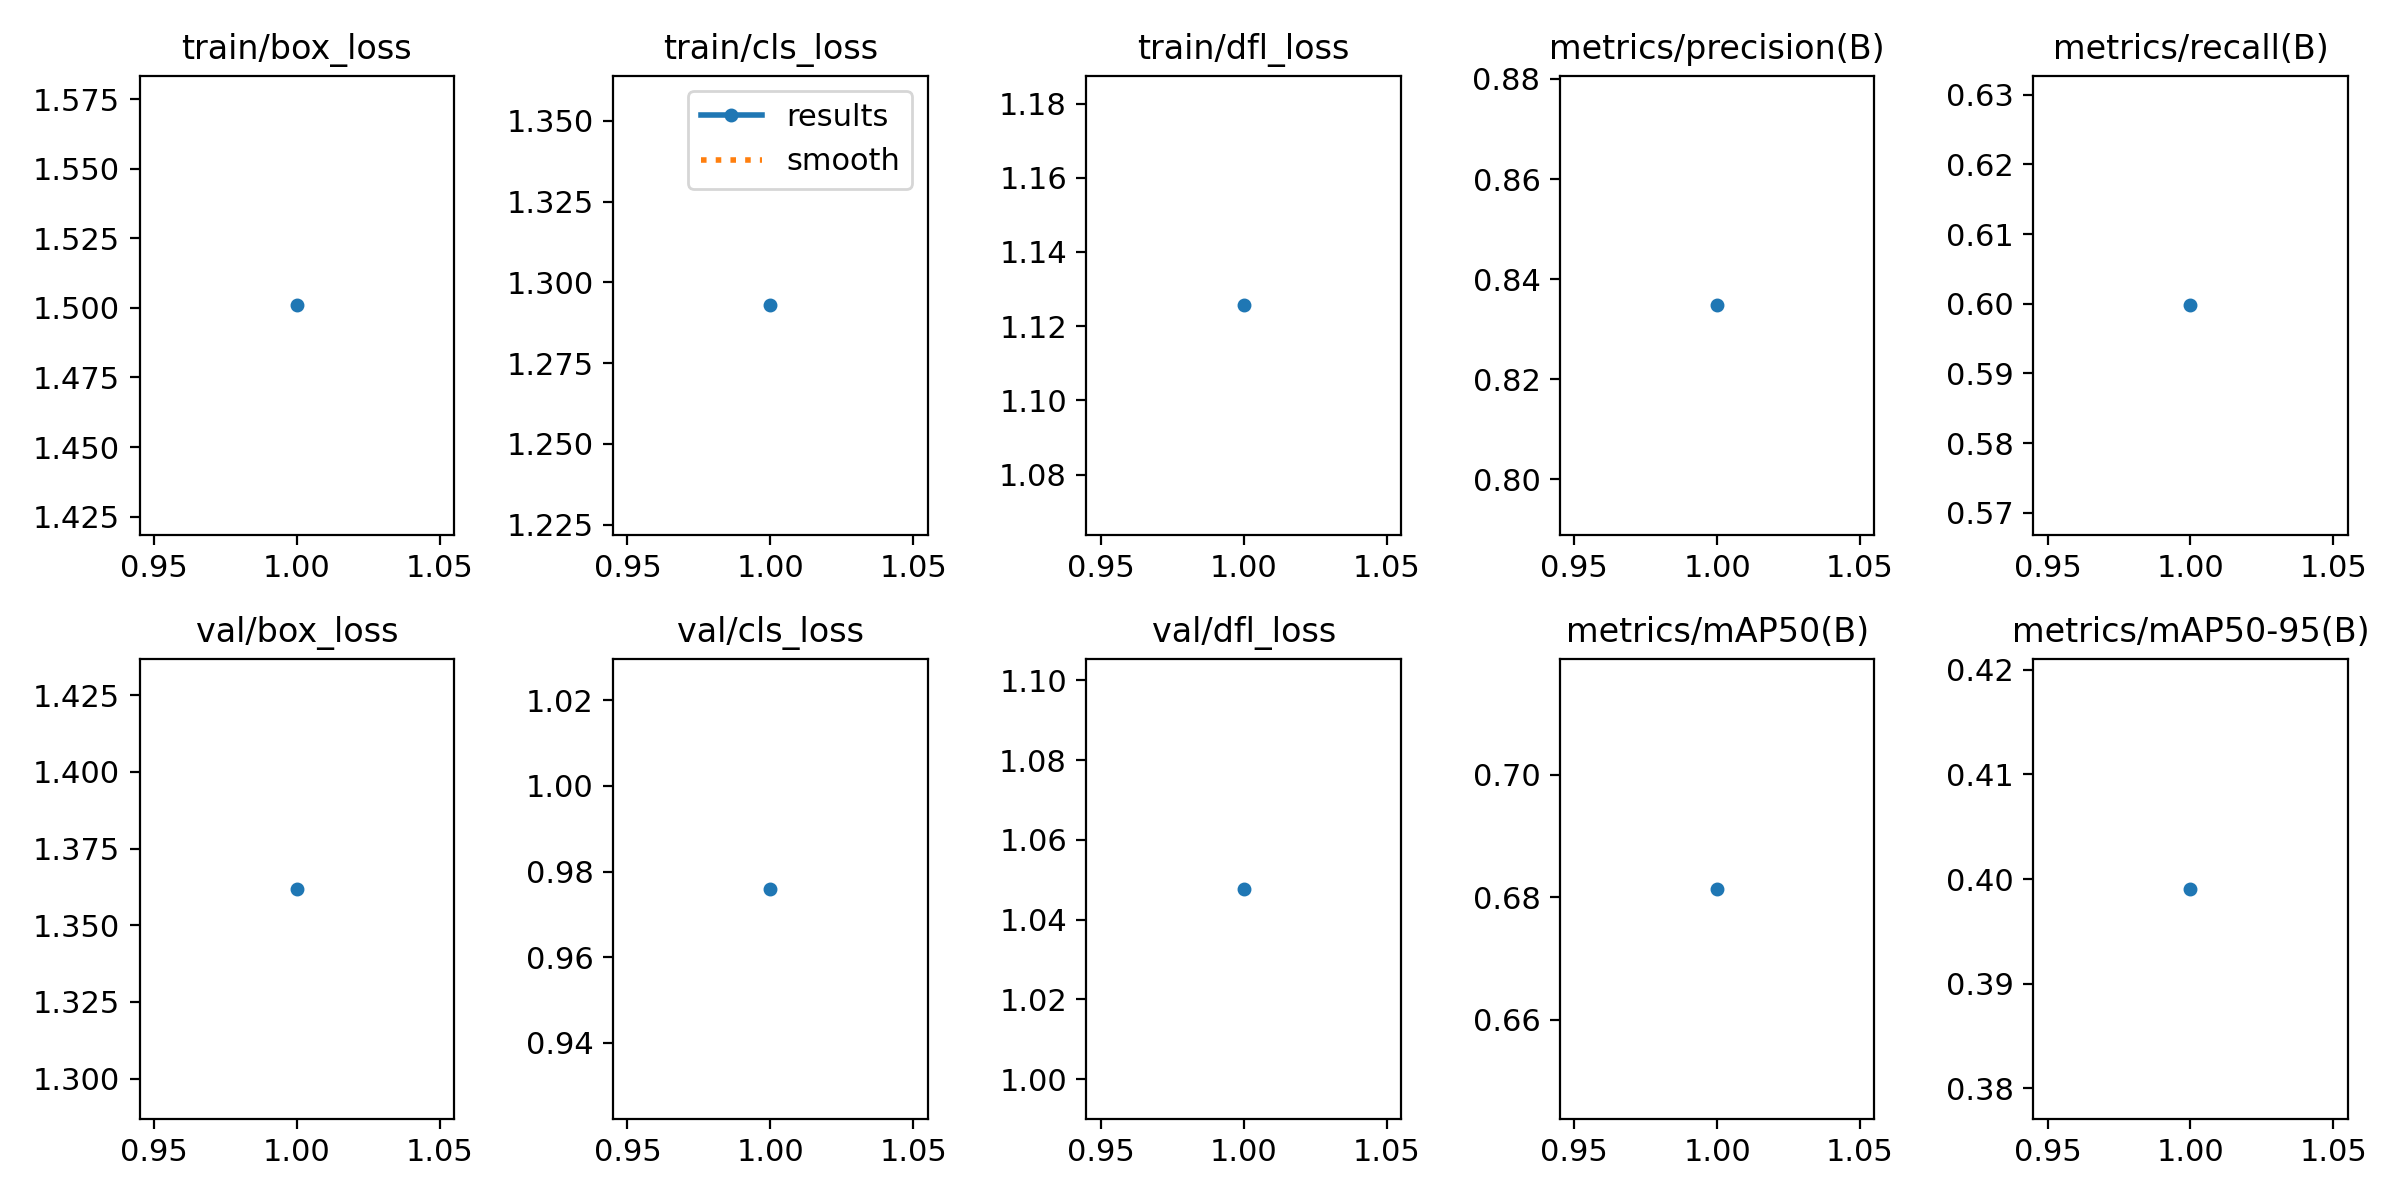 train/box_loss
1.575
1.550
1.525
1.500
1.475
1.450
1.425
0.95 1.00 1.05
train/cls_loss
results
smooth
1.350
1.325
1.300
1.275
1.250
1.225
0.95 1.00 1.05
train/dfl_loss
1.18
1.16
1.14
1.12
1.10
1.08
0.95 1.00 1.05
metrics/precision(B)
0.88
0.86
0.84
0.82
0.80
0.95 1.00 1.05
metrics/recall(B)
0.63
0.62
0.61
0.60
0.59
0.58
0.57
0.95 1.00 1.05
val/box_loss
1.425
1.400
1.375
1.350
1.325
1.300
0.95 1.00 1.05
val/cls_loss
1.02
1.00
0.98
0.96
0.94
0.95 1.00 1.05
val/dfl_loss
1.10
1.08
1.06
1.04
1.02
1.00
0.95 1.00 1.05
metrics/mAP50(B)
0.70
0.68
0.66
0.95 1.00 1.05
metrics/mAP50-95(B)
0.42
0.41
0.40
0.39
0.38
0.95 1.00 1.05